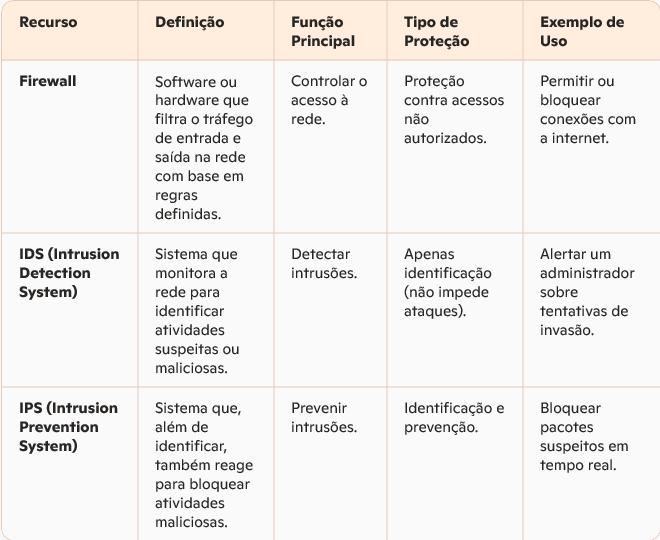 Recurso
Definição
Função
Principal
Tipo de
Proteção
Exemplo de
Uso
Firewall
Software ou
hardware que
filtra o tráfego
de entrada e
saída na rede
com base em
regras
definidas.
Controlar o
acesso à
rede.
Proteção
contra acessos
não
autorizados.
Permitir ou
bloquear
conexões com
a internet.
IDS (Intrusion
Detection
System)
Sistema que
monitora a
rede para
identificar
atividades
suspeitas ou
maliciosas.
Detectar
intrusões.
Apenas
identificação
(não impede
ataques).
Alertar um
administrador
sobre
tentativas de
invasão.
IPS (Intrusion
Prevention
System)
Sistema que,
além de
identificar,
também reage
para bloquear
atividades
maliciosas.
Prevenir
intrusões.
Identificação e
prevenção.
Bloquear
pacotes
suspeitos em
tempo real.